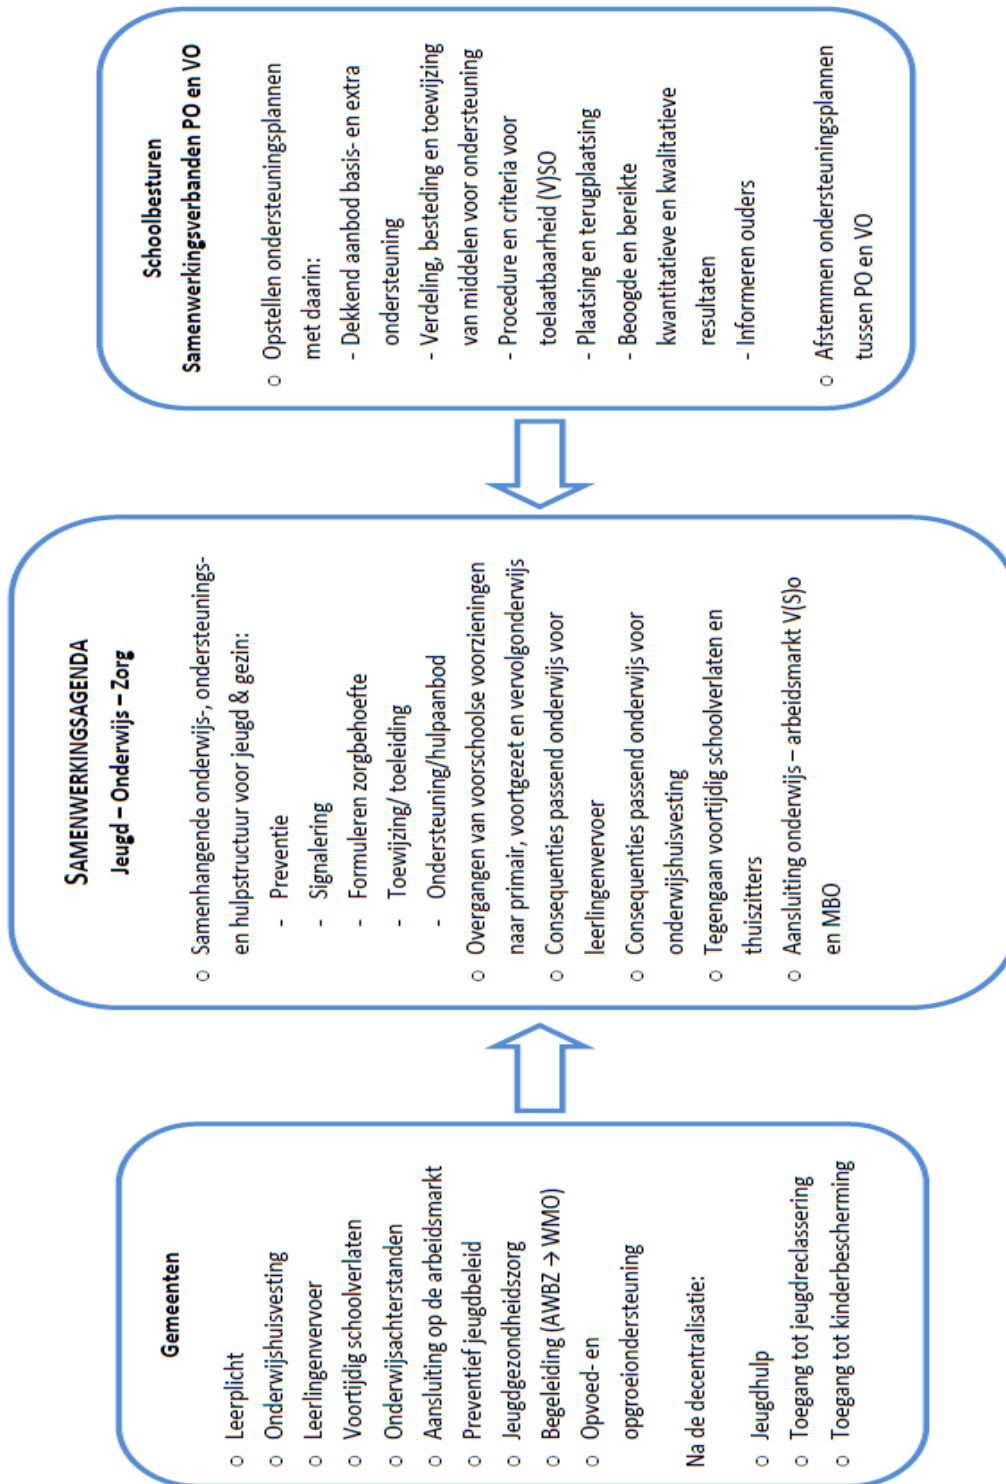 Gemeenten
○ Leerplicht
○ Onderwijshuisvesting
○ Leerlingenvervoer
○ Voortijdig schoolverlaten
○ Onderwijsachterstanden
○ Aansluiting op de arbeidsmarkt
○ Preventief jeugdbeleid
○ Jeugdgezondheidszorg
○ Begeleiding (AWBZ → WMO)
○ Opvoed- en
opgroeiondersteuning
Na de decentralisatie:
○ Jeugdhulp
○ Toegang tot jeugdreclassering
○ Toegang tot kinderbescherming
SAMENWERKINGSAGENDA
Jeugd – Onderwijs – Zorg
○ Samenhangende onderwijs-, ondersteunings-
en hulpstructuur voor jeugd & gezin:
- Preventie
- Signalering
- Formuleren zorgbehoefte
- Toewijzing/ toeleiding
- Ondersteuning/hulpaanbod
○ Overgangen van voorschoolse voorzieningen
naar primair, voortgezet en vervolgonderwijs
○ Consequenties passend onderwijs voor
leerlingenvervoer
○ Consequenties passend onderwijs voor
onderwijshuisvesting
○ Tegengaan voortijdig schoolverlaten en
thuiszitters
○ Aansluiting onderwijs – arbeidsmarkt V(S)o
en MBO
Schoolbesturen
Samenwerkingsverbanden PO en VO
○ Opstellen ondersteuningsplannen
met daarin:
- Dekkend aanbod basis- en extra
ondersteuning
- Verdeling, besteding en toewijzing
van middelen voor ondersteuning
- Procedure en criteria voor
toelaatbaarheid (V)SO
- Plaatsing en terugplaatsing
- Beoogde en bereikte
kwantitatieve en kwalitatieve
resultaten
- Informeren ouders
○ Afstemmen ondersteuningsplannen
tussen PO en VO